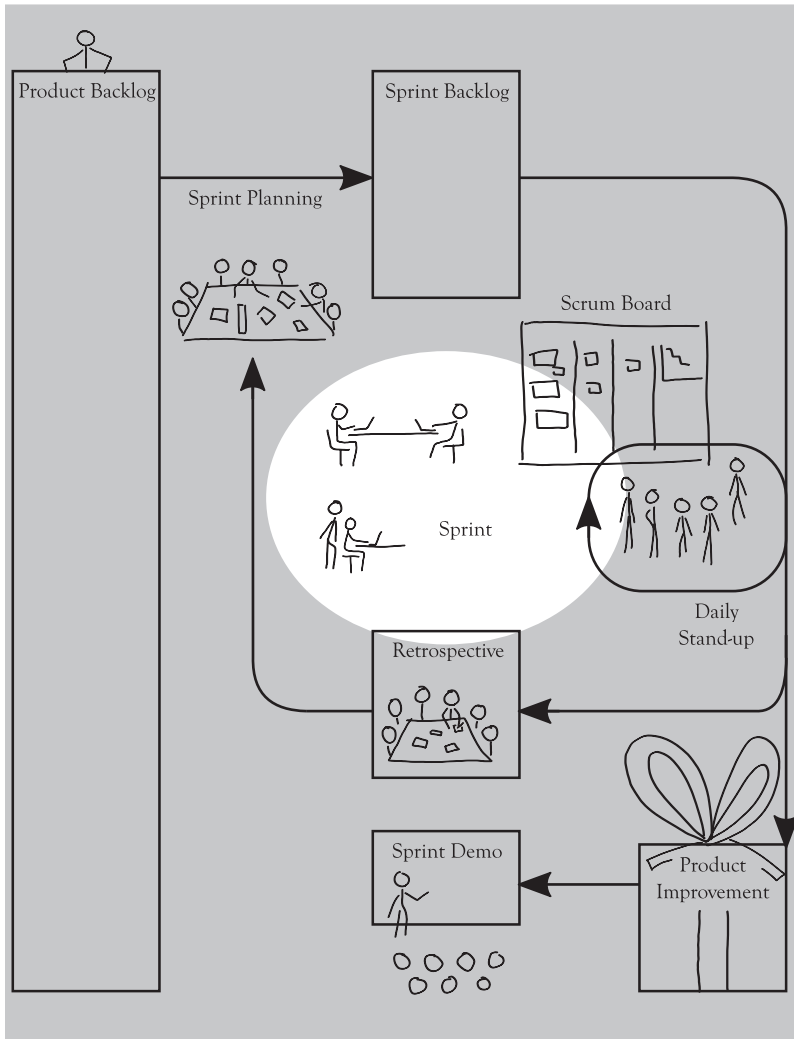 Product Backlog
Sprint Backlog
Sprint Planning
Scrum Board
Sprint
Daily
Stand-up
Retrospective
Sprint Demo
Product
Improvement